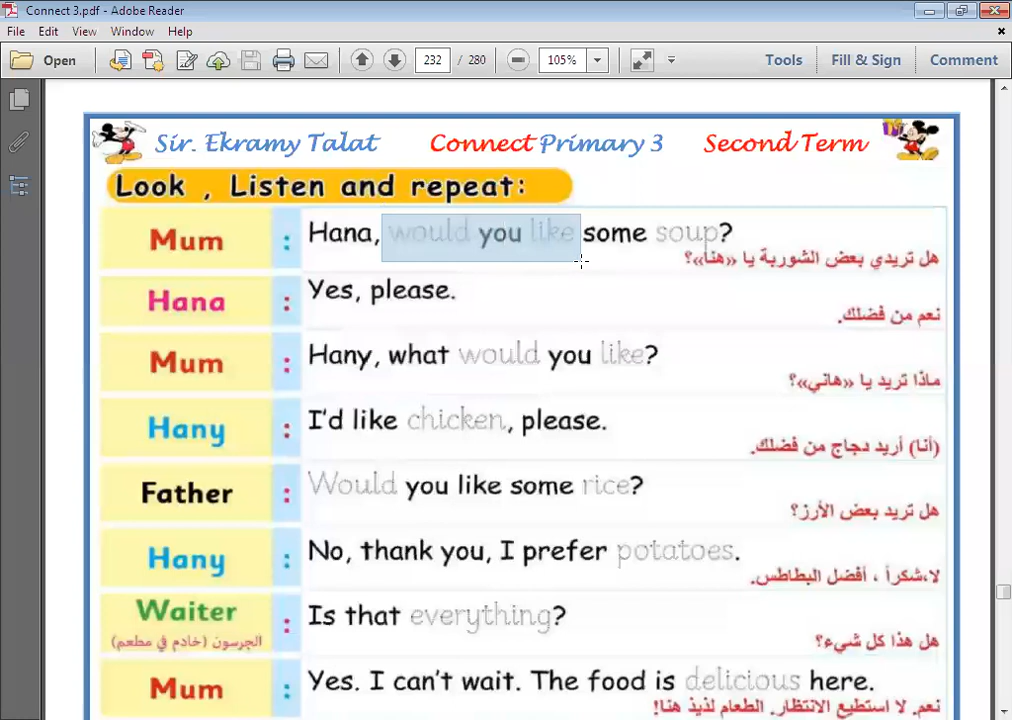 Connect 3.pdf - Adobe Reader
File Edit View Window Help
Open 232 / 280 105% Tools Fill & Sign Comment
Sir. Ekramy Talat Connect Primary 3 Second Term
Look , Listen and repeat:
Mum : Hana, would you like some soup?
هل تريدي بعض الشوربة يا «هنا»؟
Hana : Yes, please.
نعم من فضلك.
Mum : Hany, what would you like?
ماذا تريد يا «هاني»؟
Hany : I'd like chicken, please.
(أنا) أريد دجاج من فضلك.
Father : Would you like some rice?
هل تريد بعض الأرز؟
Hany : No, thank you, I prefer potatoes.
لا،شكراً ، أفضل البطاطس.
Waiter : Is that everything?
الجرسون (خادم في مطعم) هل هذا كل شيء؟
Mum : Yes. I can't wait. The food is delicious here.
نعم. لا استطيع الانتظار. الطعام لذيذ هنا!